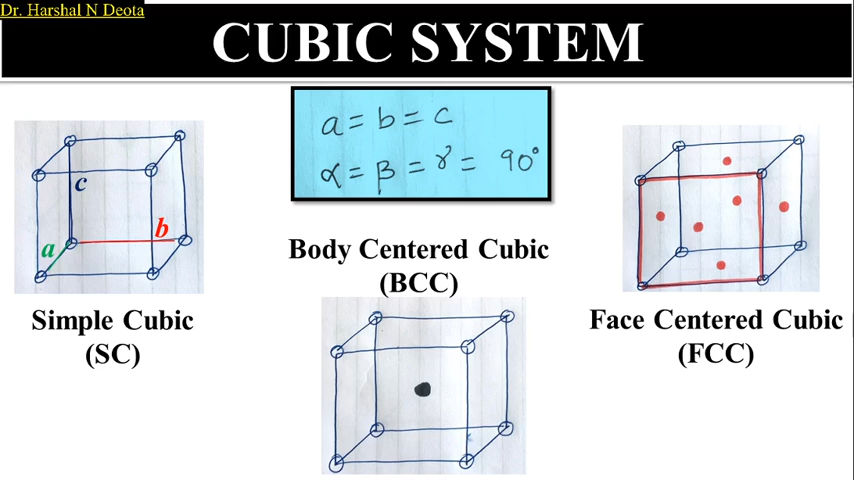 Dr. Harshal N Deota
CUBIC SYSTEM
a = b = c
α = β = γ = 90°
c
b
a
Simple Cubic
(SC)
Body Centered Cubic
(BCC)
Face Centered Cubic
(FCC)